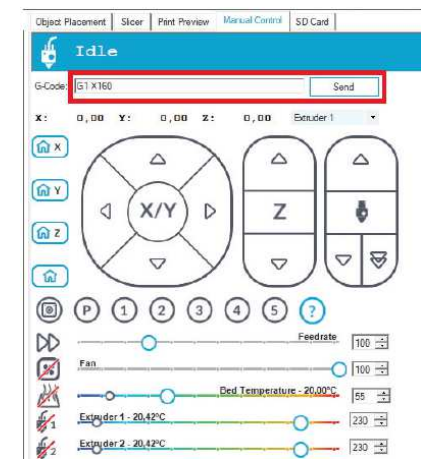 Object Placement Slicer Print Preview Manual Control SD Card
Idle
G-Code: G1 X160 Send
X: 0,00 Y: 0,00 Z: 0,00 Extruder 1
X
Y
Z
X/Y Z
P 1 2 3 4 5 ?
Feedrate 100
Fan 100
Bed Temperature - 20,00°C 55
1 Extruder 1 - 20,42°C 230
2 Extruder 2 - 20,42°C 230